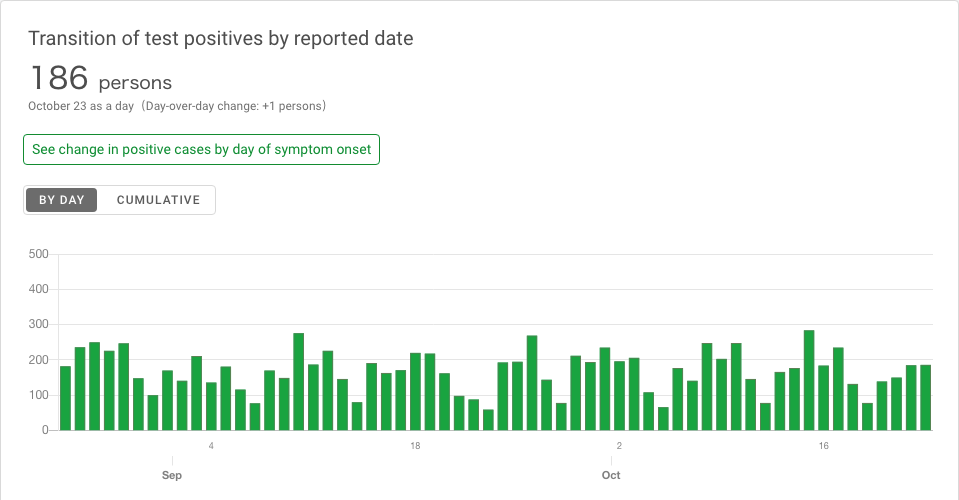 Transition of test positives by reported date
186 persons
October 23 as a day（Day-over-day change: +1 persons）
See change in positive cases by day of symptom onset
BY DAY CUMULATIVE
500
400
300
200
100
0
4 18 2 16
Sep Oct